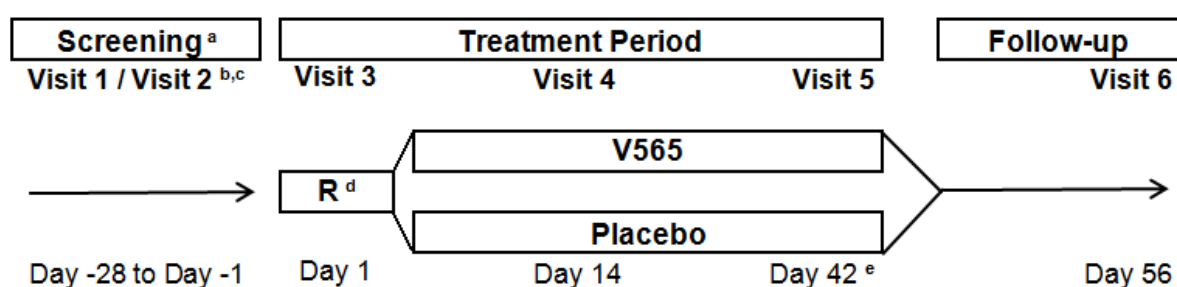 Screening a Treatment Period Follow-up
Visit 1 / Visit 2 b,c Visit 3 Visit 4 Visit 5 Visit 6
V565
R d
Placebo
Day -28 to Day -1 Day 1 Day 14 Day 42 e Day 56